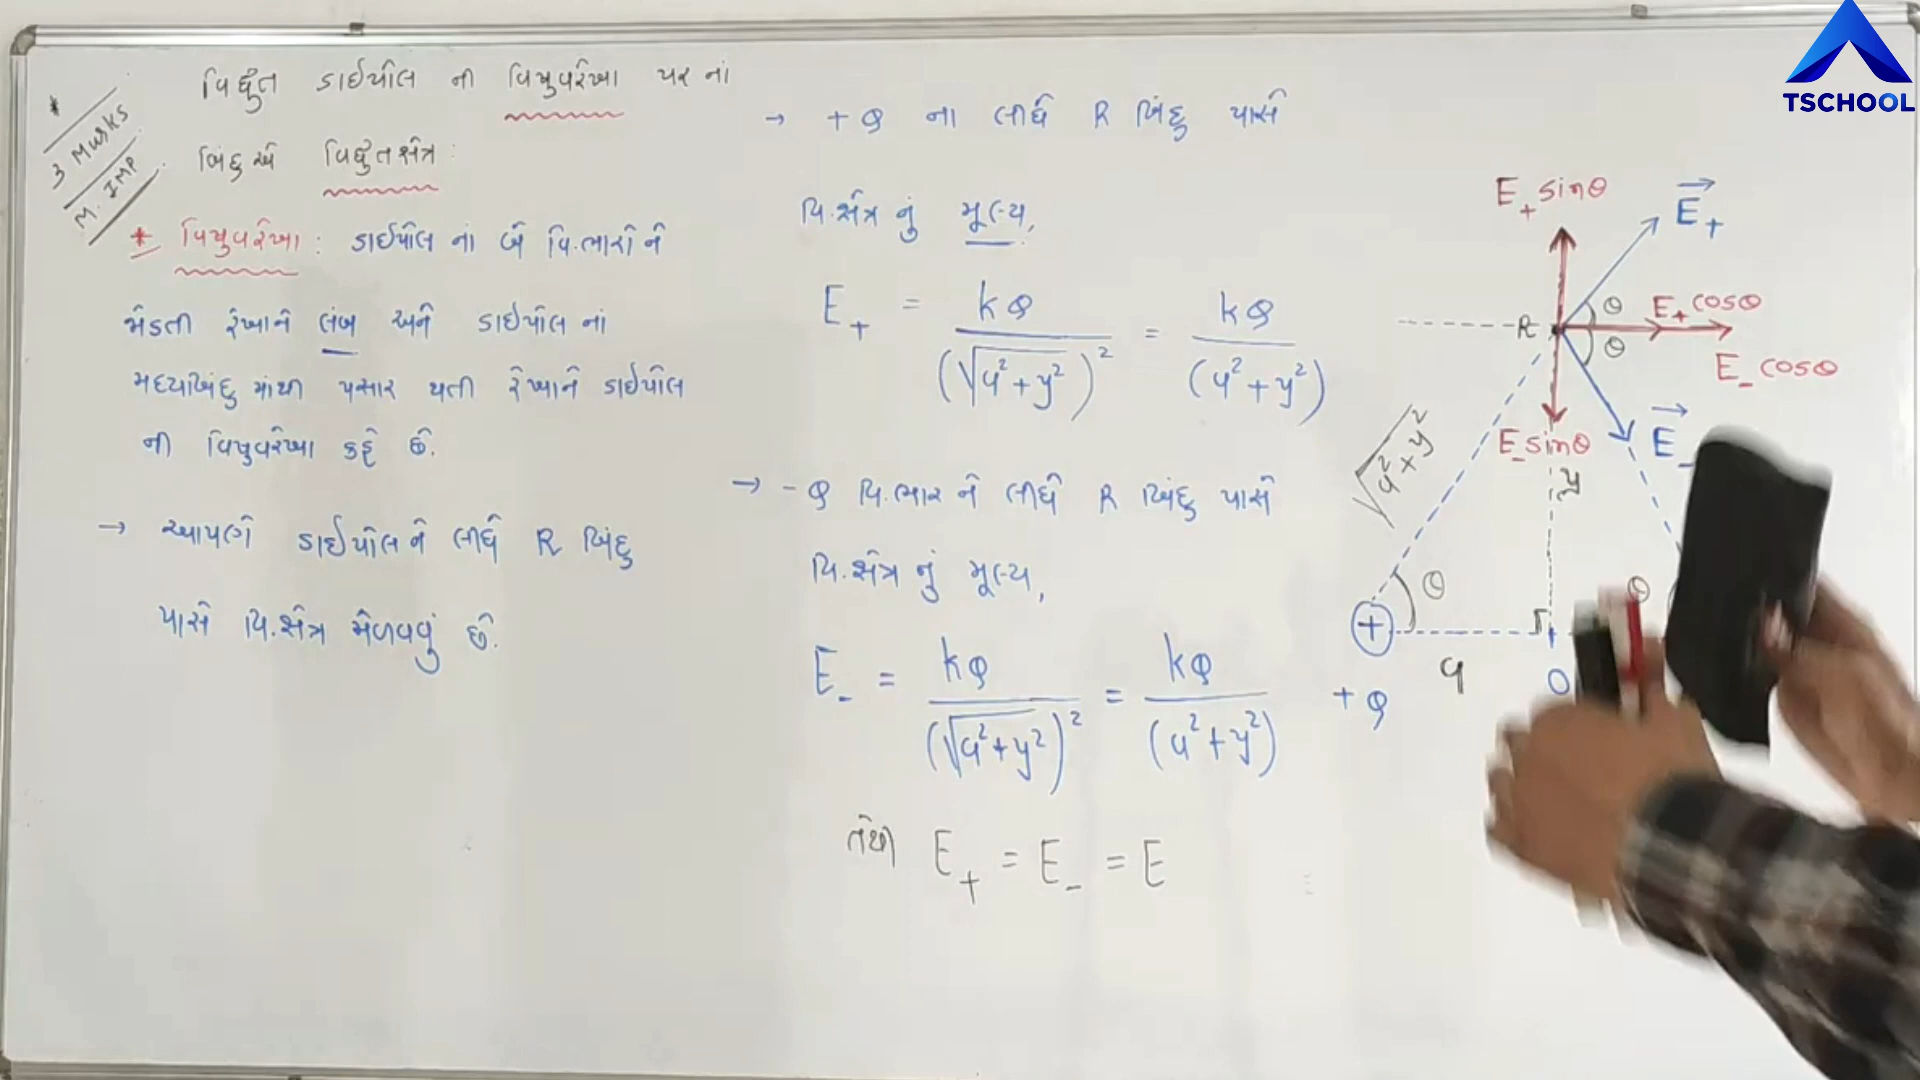 * 3 Marks
M. IMP
વિદ્યુત ડાઈપોલ ની વિષુવરેખા પર નાં
બિંદુએ વિદ્યુતક્ષેત્ર :
* વિષુવરેખા : ડાઈપોલ નાં બે વિ.ભારોને
જોડતી રેખાને લંબ અને ડાઈપોલ નાં
મધ્યબિંદુ માંથી પસાર થતી રેખાને ડાઈપોલ
ની વિષુવરેખા કહે છે.
→ આપણે ડાઈપોલને લીધે R બિંદુ
પાસે વિ.ક્ષેત્ર મેળવવું છે.
→ +Q ના લીધે R બિંદુ પાસે
વિ.ક્ષેત્ર નું મૂલ્ય,
E₊ = kQ / (√a² + y²)² = kQ / (a² + y²)
→ -Q વિ.ભાર ને લીધે R બિંદુ પાસે
વિ.ક્ષેત્ર નું મૂલ્ય,
E₋ = kQ / (√a² + y²)² = kQ / (a² + y²)
તેથી E₊ = E₋ = E
E₊ sinθ
E₊
θ
E₊ cosθ
R
θ
E₋ cosθ
E₋ sinθ
E₋
√a² + y²
y
θ
θ
+
a
O
+Q
TSCHOOL